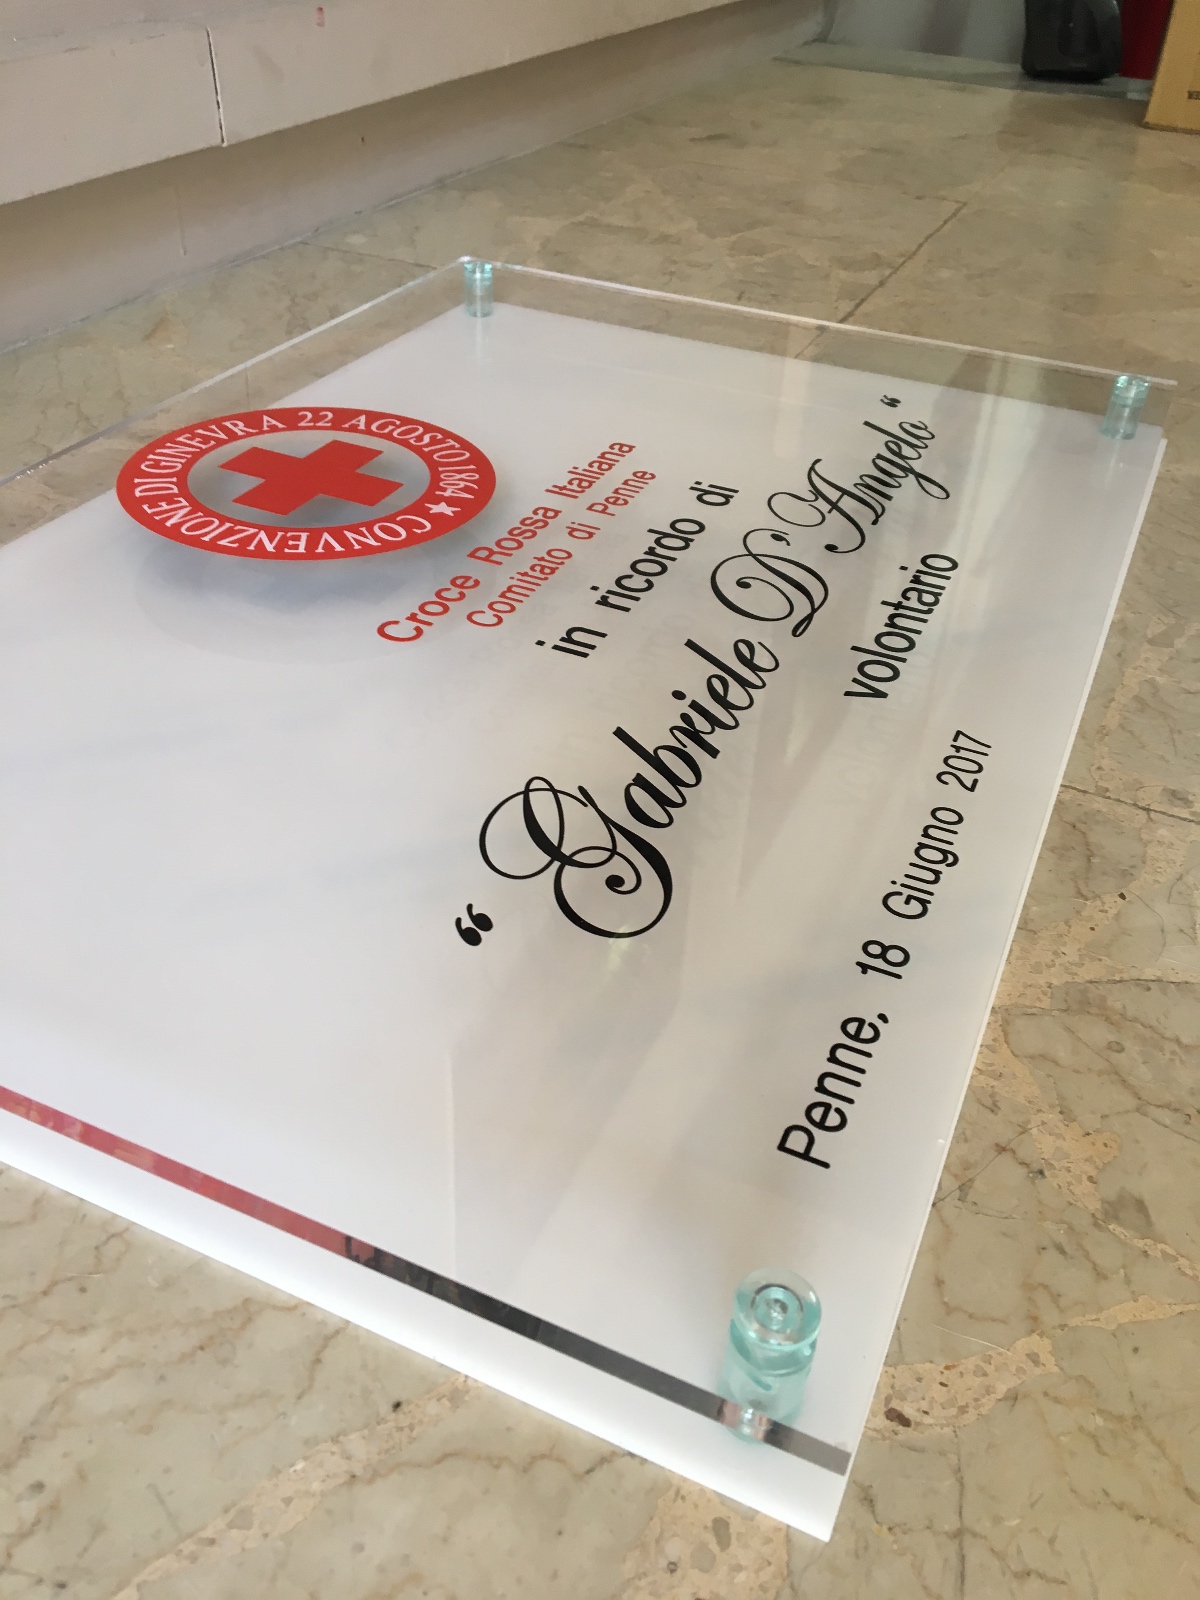 CONVENZIONE DI GINEVRA 22 AGOSTO 1864 ★
Croce Rossa Italiana
Comitato di Penne
in ricordo di
“ Gabriele D'Angelo “
volontario
Penne, 18 Giugno 2017